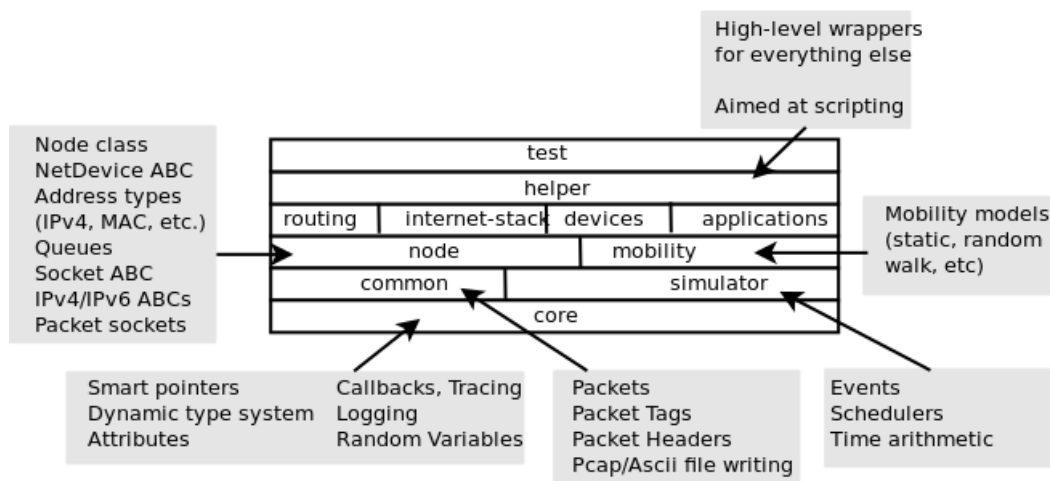 High-level wrappers
for everything else
Aimed at scripting
Node class
NetDevice ABC
Address types
(IPv4, MAC, etc.)
Queues
Socket ABC
IPv4/IPv6 ABCs
Packet sockets
test
helper
routing
internet-stack
devices
applications
node
mobility
common
simulator
core
Mobility models
(static, random
walk, etc)
Smart pointers
Dynamic type system
Attributes
Callbacks, Tracing
Logging
Random Variables
Packets
Packet Tags
Packet Headers
Pcap/Ascii file writing
Events
Schedulers
Time arithmetic